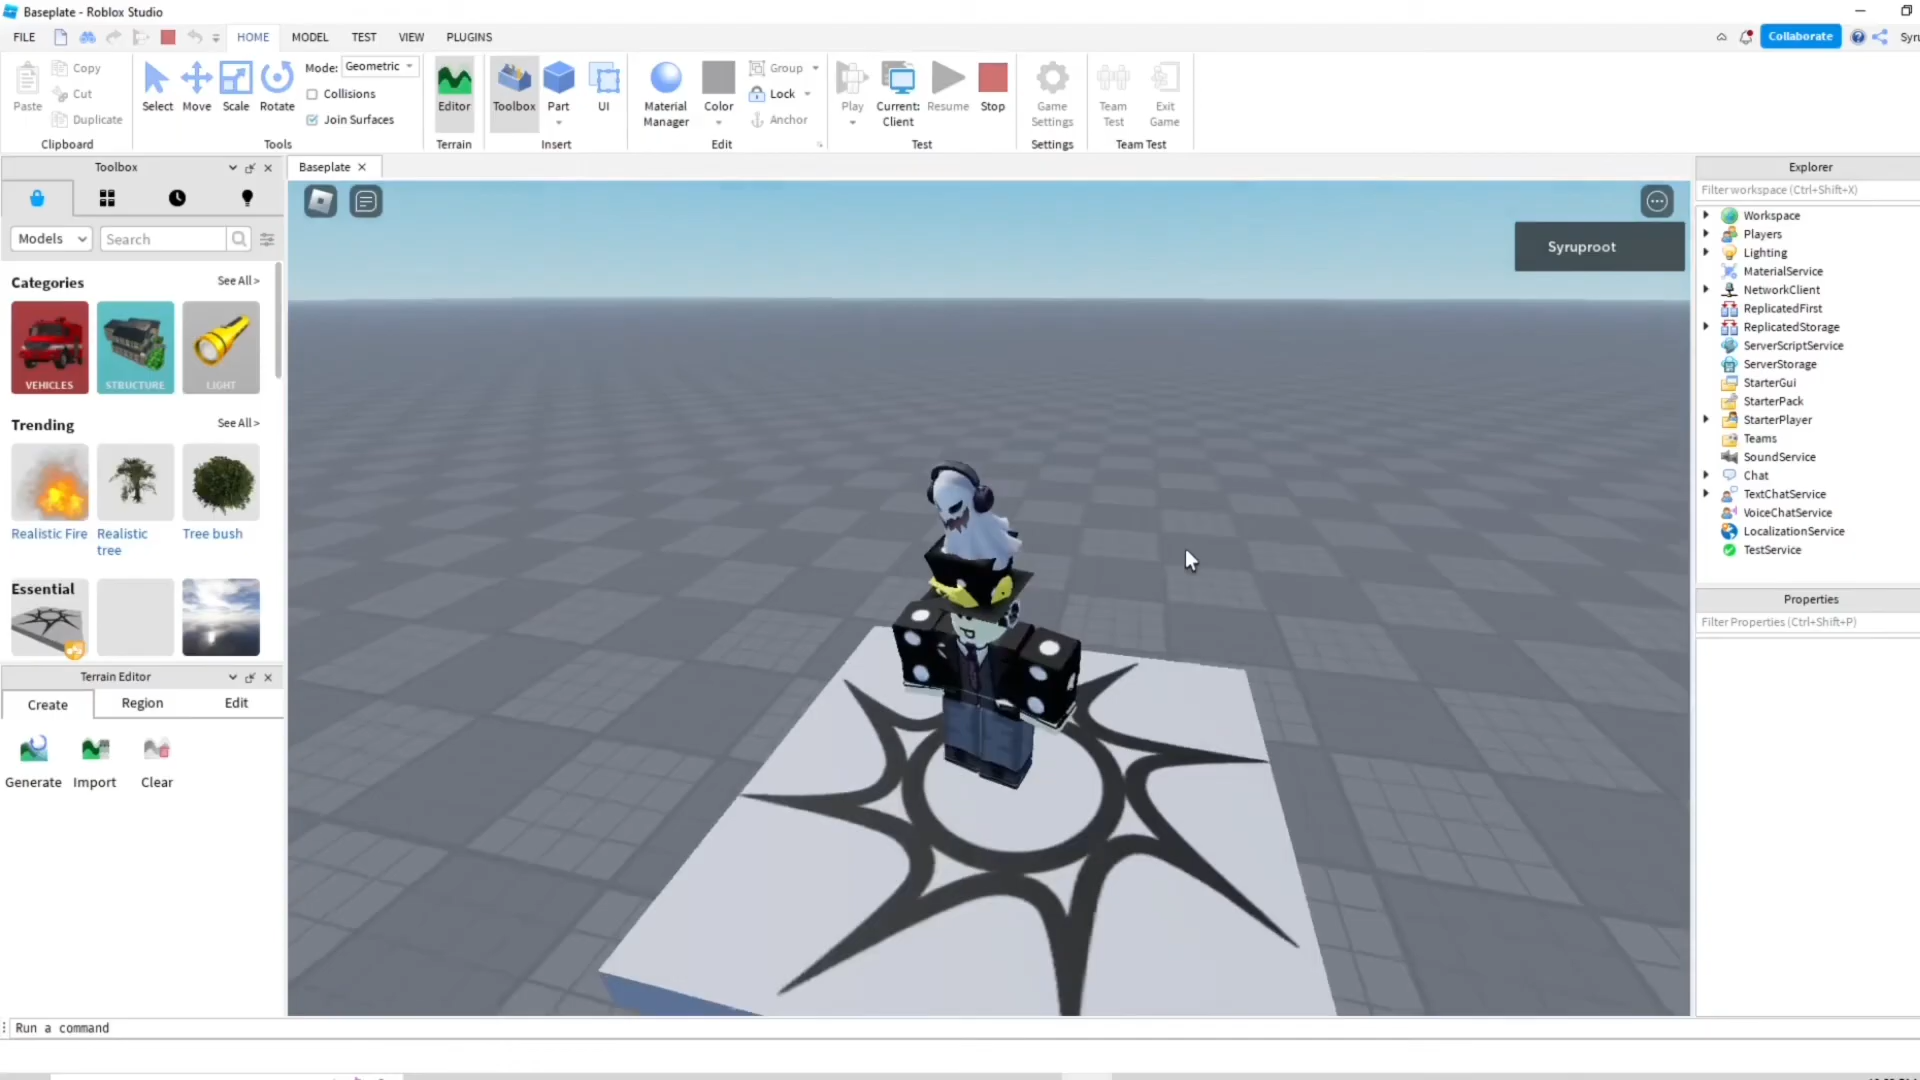 Baseplate - Roblox Studio
FILE HOME MODEL TEST VIEW PLUGINS Collaborate
Paste Copy Cut Duplicate
Clipboard
Select Move Scale Rotate
Mode: Geometric
Collisions
Join Surfaces
Tools
Editor
Terrain
Toolbox Part UI
Insert
Material Manager Color
Group
Lock
Anchor
Edit
Play Current: Client Resume Stop
Test
Game Settings
Settings
Team Test Exit Game
Team Test
Toolbox
Models Search
Categories See All >
VEHICLES STRUCTURE LIGHT
Trending See All >
Realistic Fire Realistic tree Tree bush
Essential
Terrain Editor
Create Region Edit
Generate Import Clear
Baseplate
Syruproot
Explorer
Filter workspace (Ctrl+Shift+X)
Workspace
Players
Lighting
MaterialService
NetworkClient
ReplicatedFirst
ReplicatedStorage
ServerScriptService
ServerStorage
StarterGui
StarterPack
StarterPlayer
Teams
SoundService
Chat
TextChatService
VoiceChatService
LocalizationService
TestService
Properties
Filter Properties (Ctrl+Shift+P)
Run a command